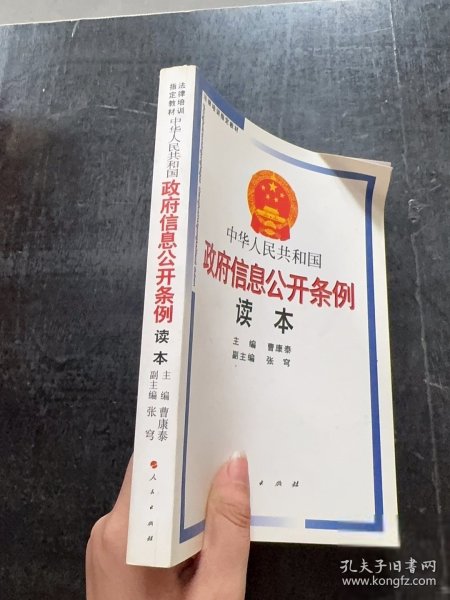 法律培训
指定教材
中华人民共和国
政府信息公开条例
读本
主编 曹康泰
副主编 张穹
人民出版社
中华人民共和国
政府信息公开条例
读本
主编 曹康泰
副主编 张穹
出版社
孔夫子旧书网
www.kongfz.com